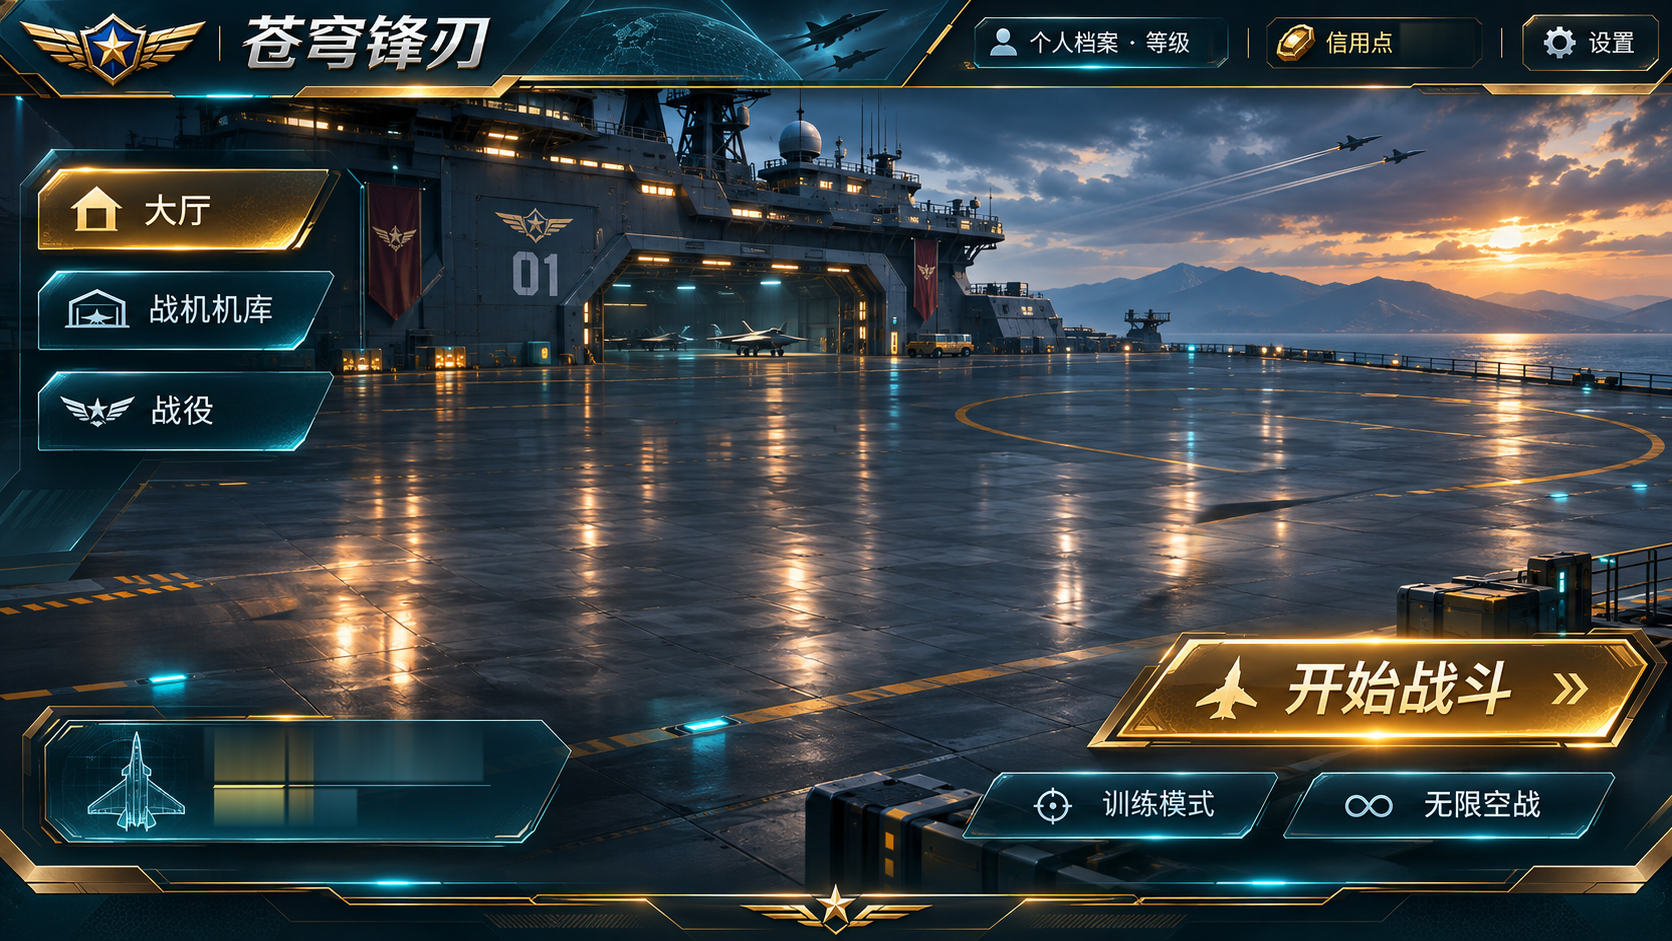 苍穹锋刃
个人档案 · 等级
信用点
设置
大厅
战机机库
战役
01
开始战斗
训练模式
无限空战